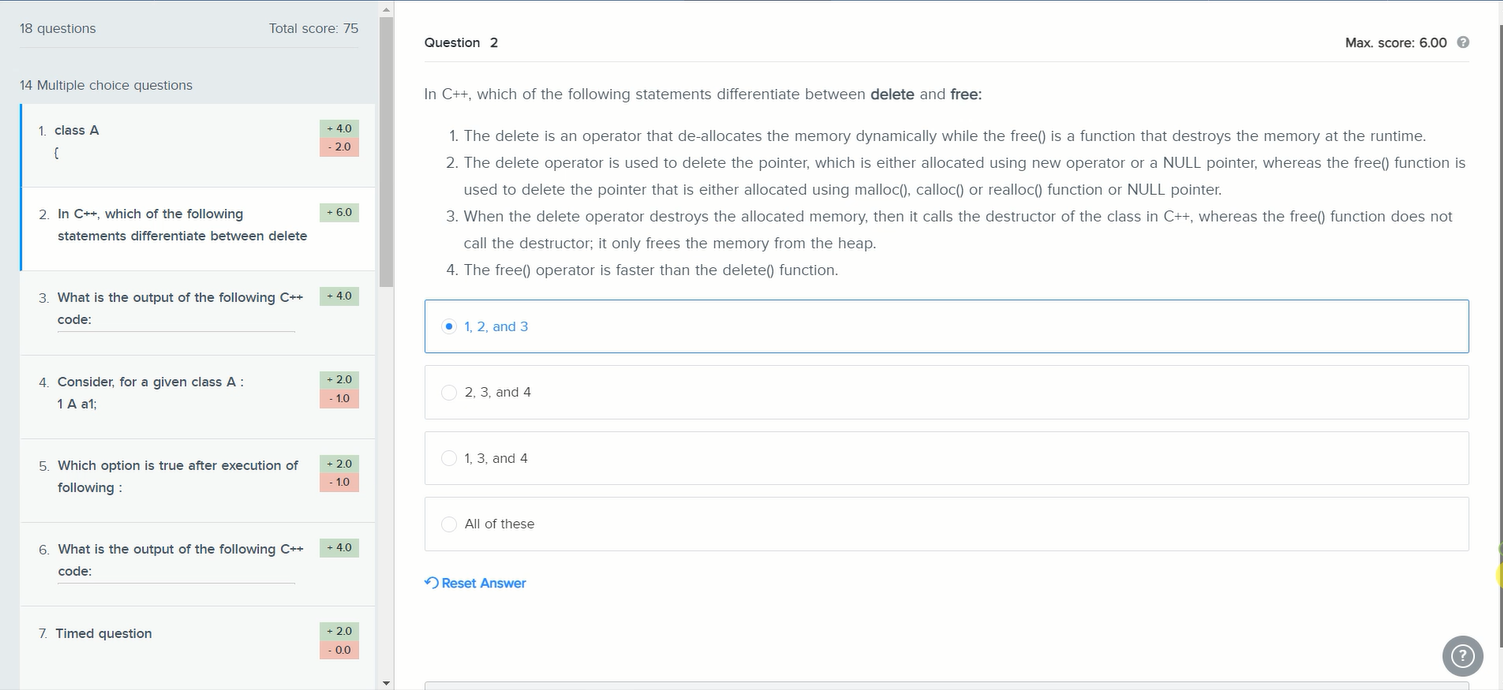 18 questions
Total score: 75
14 Multiple choice questions
1. class A
{
+ 4.0
- 2.0
2. In C++, which of the following
statements differentiate between delete
+ 6.0
3. What is the output of the following C++
code:
+ 4.0
4. Consider, for a given class A :
1 A a1;
+ 2.0
- 1.0
5. Which option is true after execution of
following :
+ 2.0
- 1.0
6. What is the output of the following C++
code:
+ 4.0
7. Timed question
+ 2.0
- 0.0
Question 2
Max. score: 6.00 ?
In C++, which of the following statements differentiate between delete and free:
1. The delete is an operator that de-allocates the memory dynamically while the free() is a function that destroys the memory at the runtime.
2. The delete operator is used to delete the pointer, which is either allocated using new operator or a NULL pointer, whereas the free() function is
used to delete the pointer that is either allocated using malloc(), calloc() or realloc() function or NULL pointer.
3. When the delete operator destroys the allocated memory, then it calls the destructor of the class in C++, whereas the free() function does not
call the destructor; it only frees the memory from the heap.
4. The free() operator is faster than the delete() function.
1, 2, and 3
2, 3, and 4
1, 3, and 4
All of these
Reset Answer
?